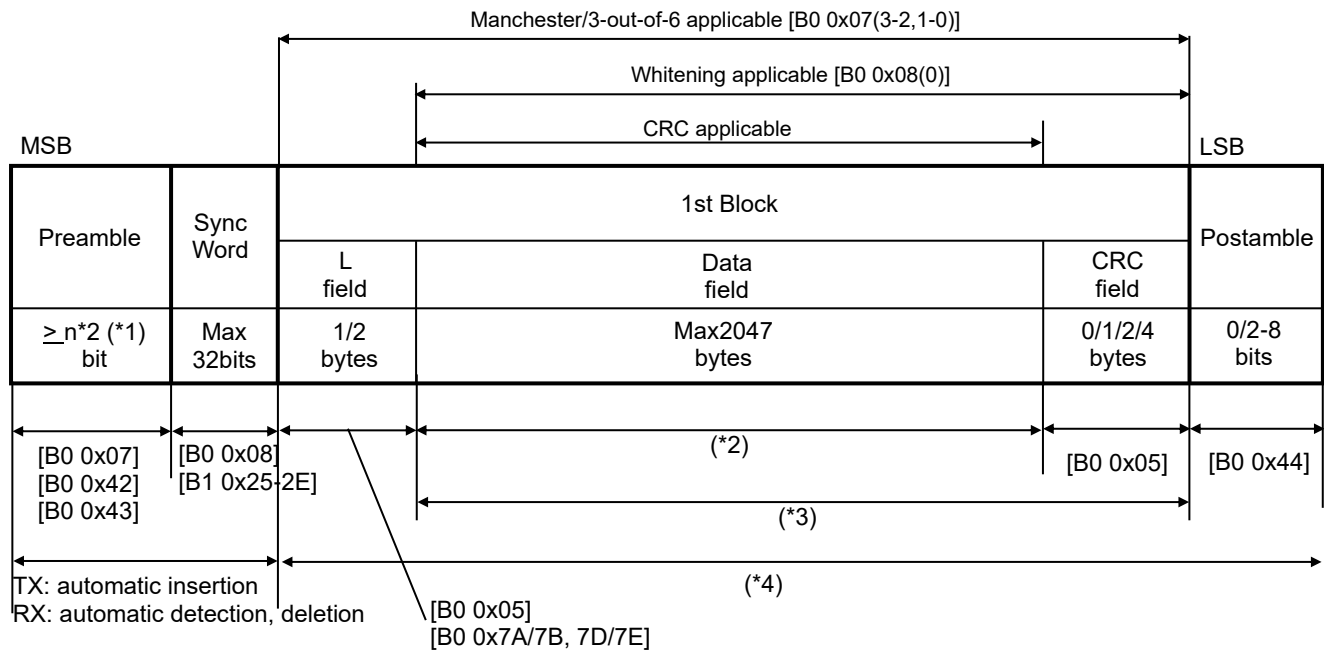 Manchester/3-out-of-6 applicable [B0 0x07(3-2,1-0)]
Whitening applicable [B0 0x08(0)]
CRC applicable
MSB
LSB
Preamble
Sync
Word
1st Block
Postamble
L
field
Data
field
CRC
field
> n*2 (*1)
bit
Max
32bits
1/2
bytes
Max2047
bytes
0/1/2/4
bytes
0/2-8
bits
[B0 0x07]
[B0 0x42]
[B0 0x43]
[B0 0x08]
[B1 0x25-2E]
(*2)
[B0 0x05]
[B0 0x44]
(*3)
(*4)
TX: automatic insertion
RX: automatic detection, deletion
[B0 0x05]
[B0 0x7A/7B, 7D/7E]